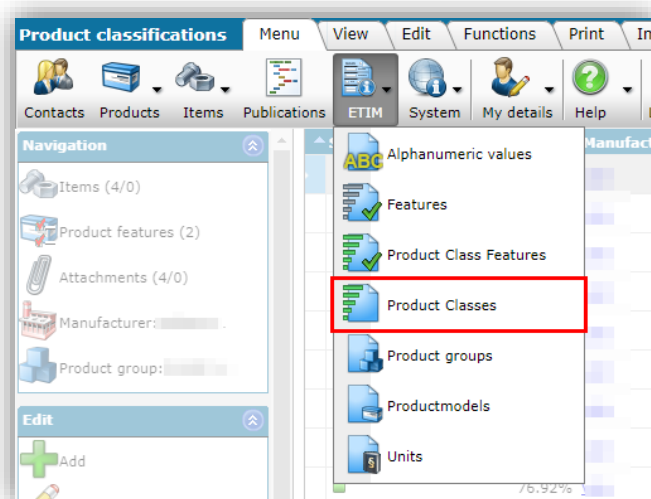 Product classifications Menu View Edit Functions Print
Contacts Products Items Publications ETIM System My details Help
Navigation
Items (4/0)
Product features (2)
Attachments (4/0)
Manufacturer:
Product group:
Edit
Add
ABC Alphanumeric values
Features
Product Class Features
Product Classes
Product groups
Productmodels
Units
76.92%